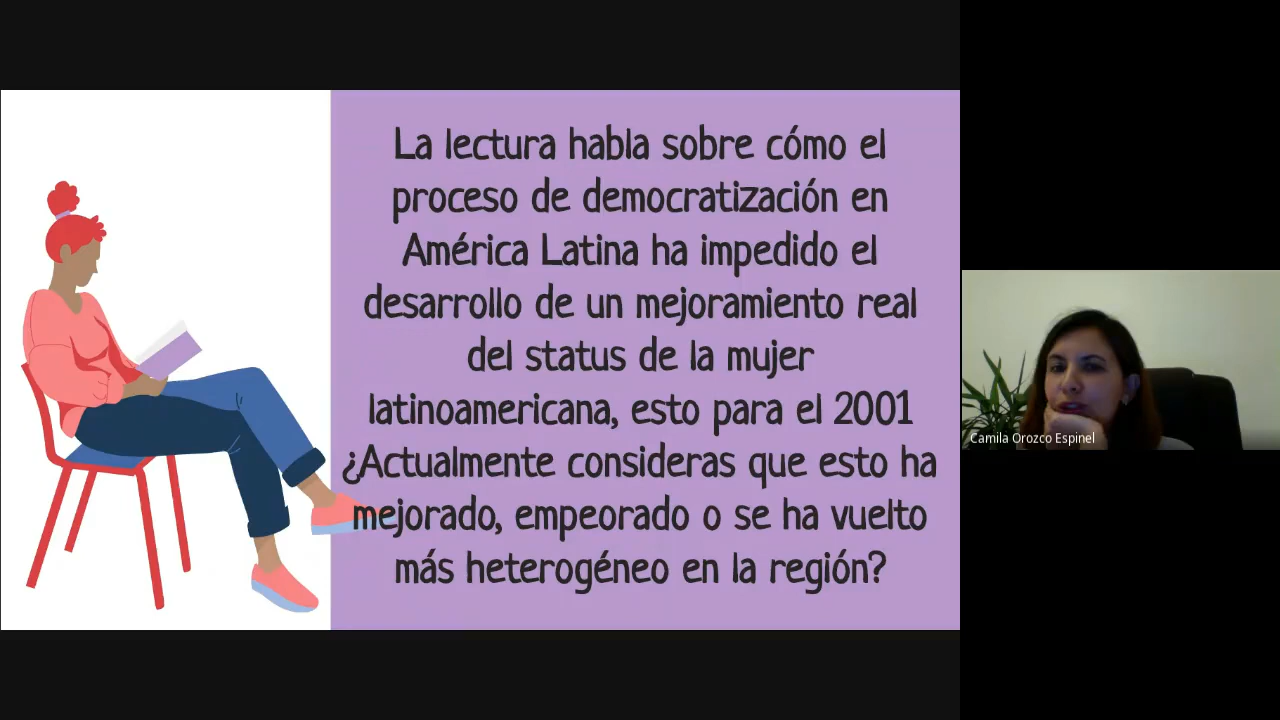 La lectura habla sobre cómo el
proceso de democratización en
América Latina ha impedido el
desarrollo de un mejoramiento real
del status de la mujer
latinoamericana, esto para el 2001
¿Actualmente consideras que esto ha
mejorado, empeorado o se ha vuelto
más heterogéneo en la región?
Camila Orozco Espinel